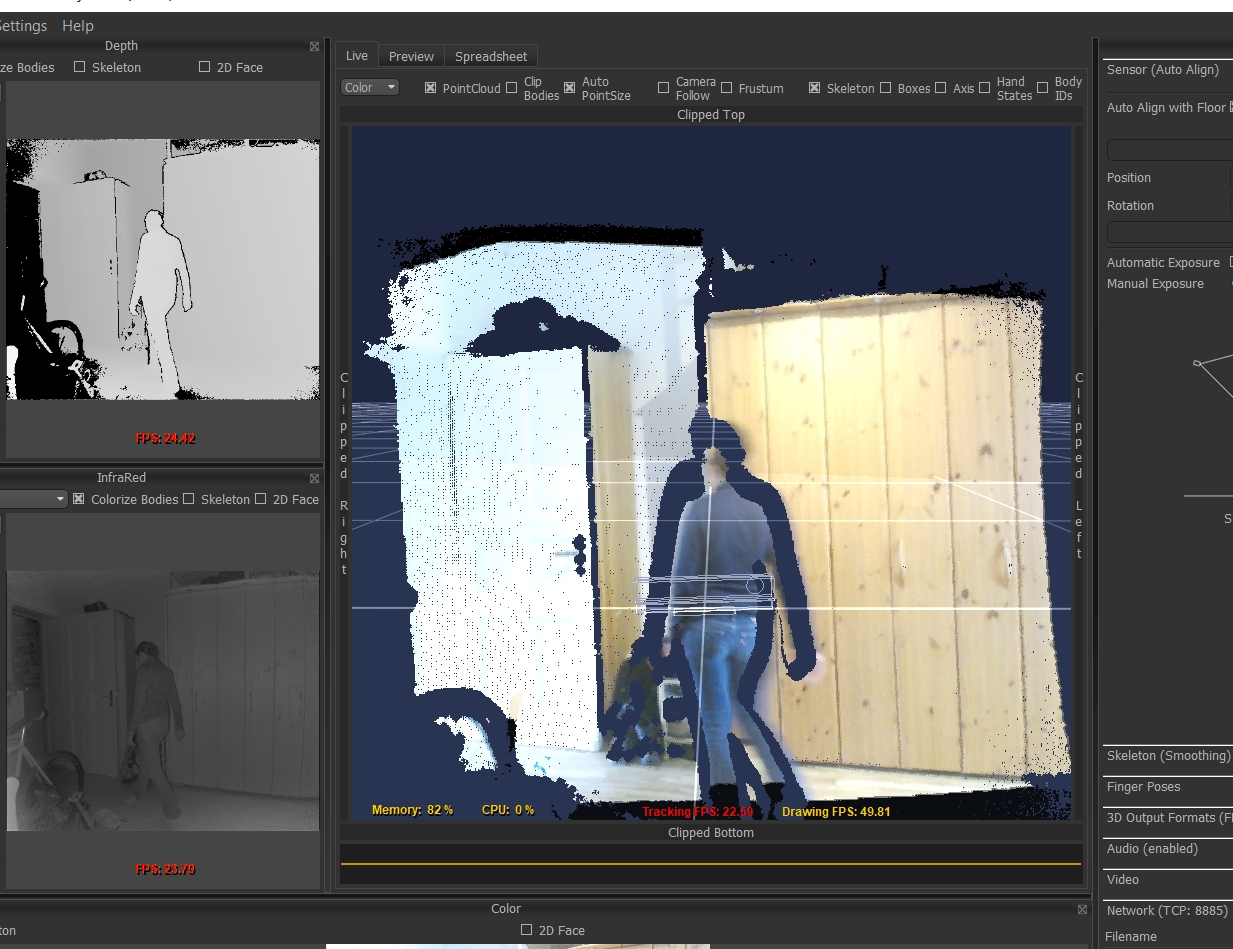 Settings Help
Depth
ze Bodies Skeleton 2D Face
FPS: 24.42
InfraRed
Colorize Bodies Skeleton 2D Face
FPS: 23.79
Live Preview Spreadsheet
Color PointCloud Clip Bodies Auto PointSize Camera Follow Frustum Skeleton Boxes Axis Hand States Body IDs
Clipped Top
Clipped Right
Clipped Left
Memory: 82 % CPU: 0 % Tracking FPS: 22.59 Drawing FPS: 49.81
Clipped Bottom
Color
ton 2D Face
Sensor (Auto Align)
Auto Align with Floor
Position
Rotation
Automatic Exposure
Manual Exposure
S
Skeleton (Smoothing)
Finger Poses
3D Output Formats (F
Audio (enabled)
Video
Network (TCP: 8885)
Filename